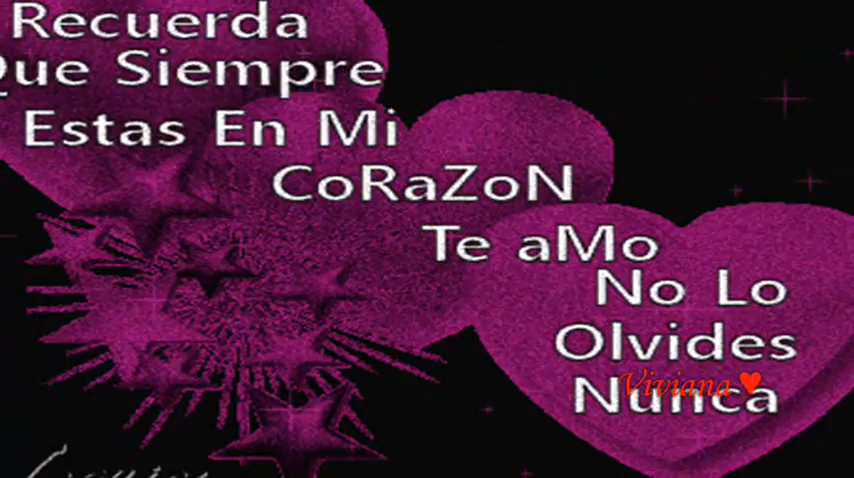 Recuerda
Que Siempre
Estas En Mi
CoRaZoN
Te aMo
No Lo
Olvides
Nunca
Viviana ♥